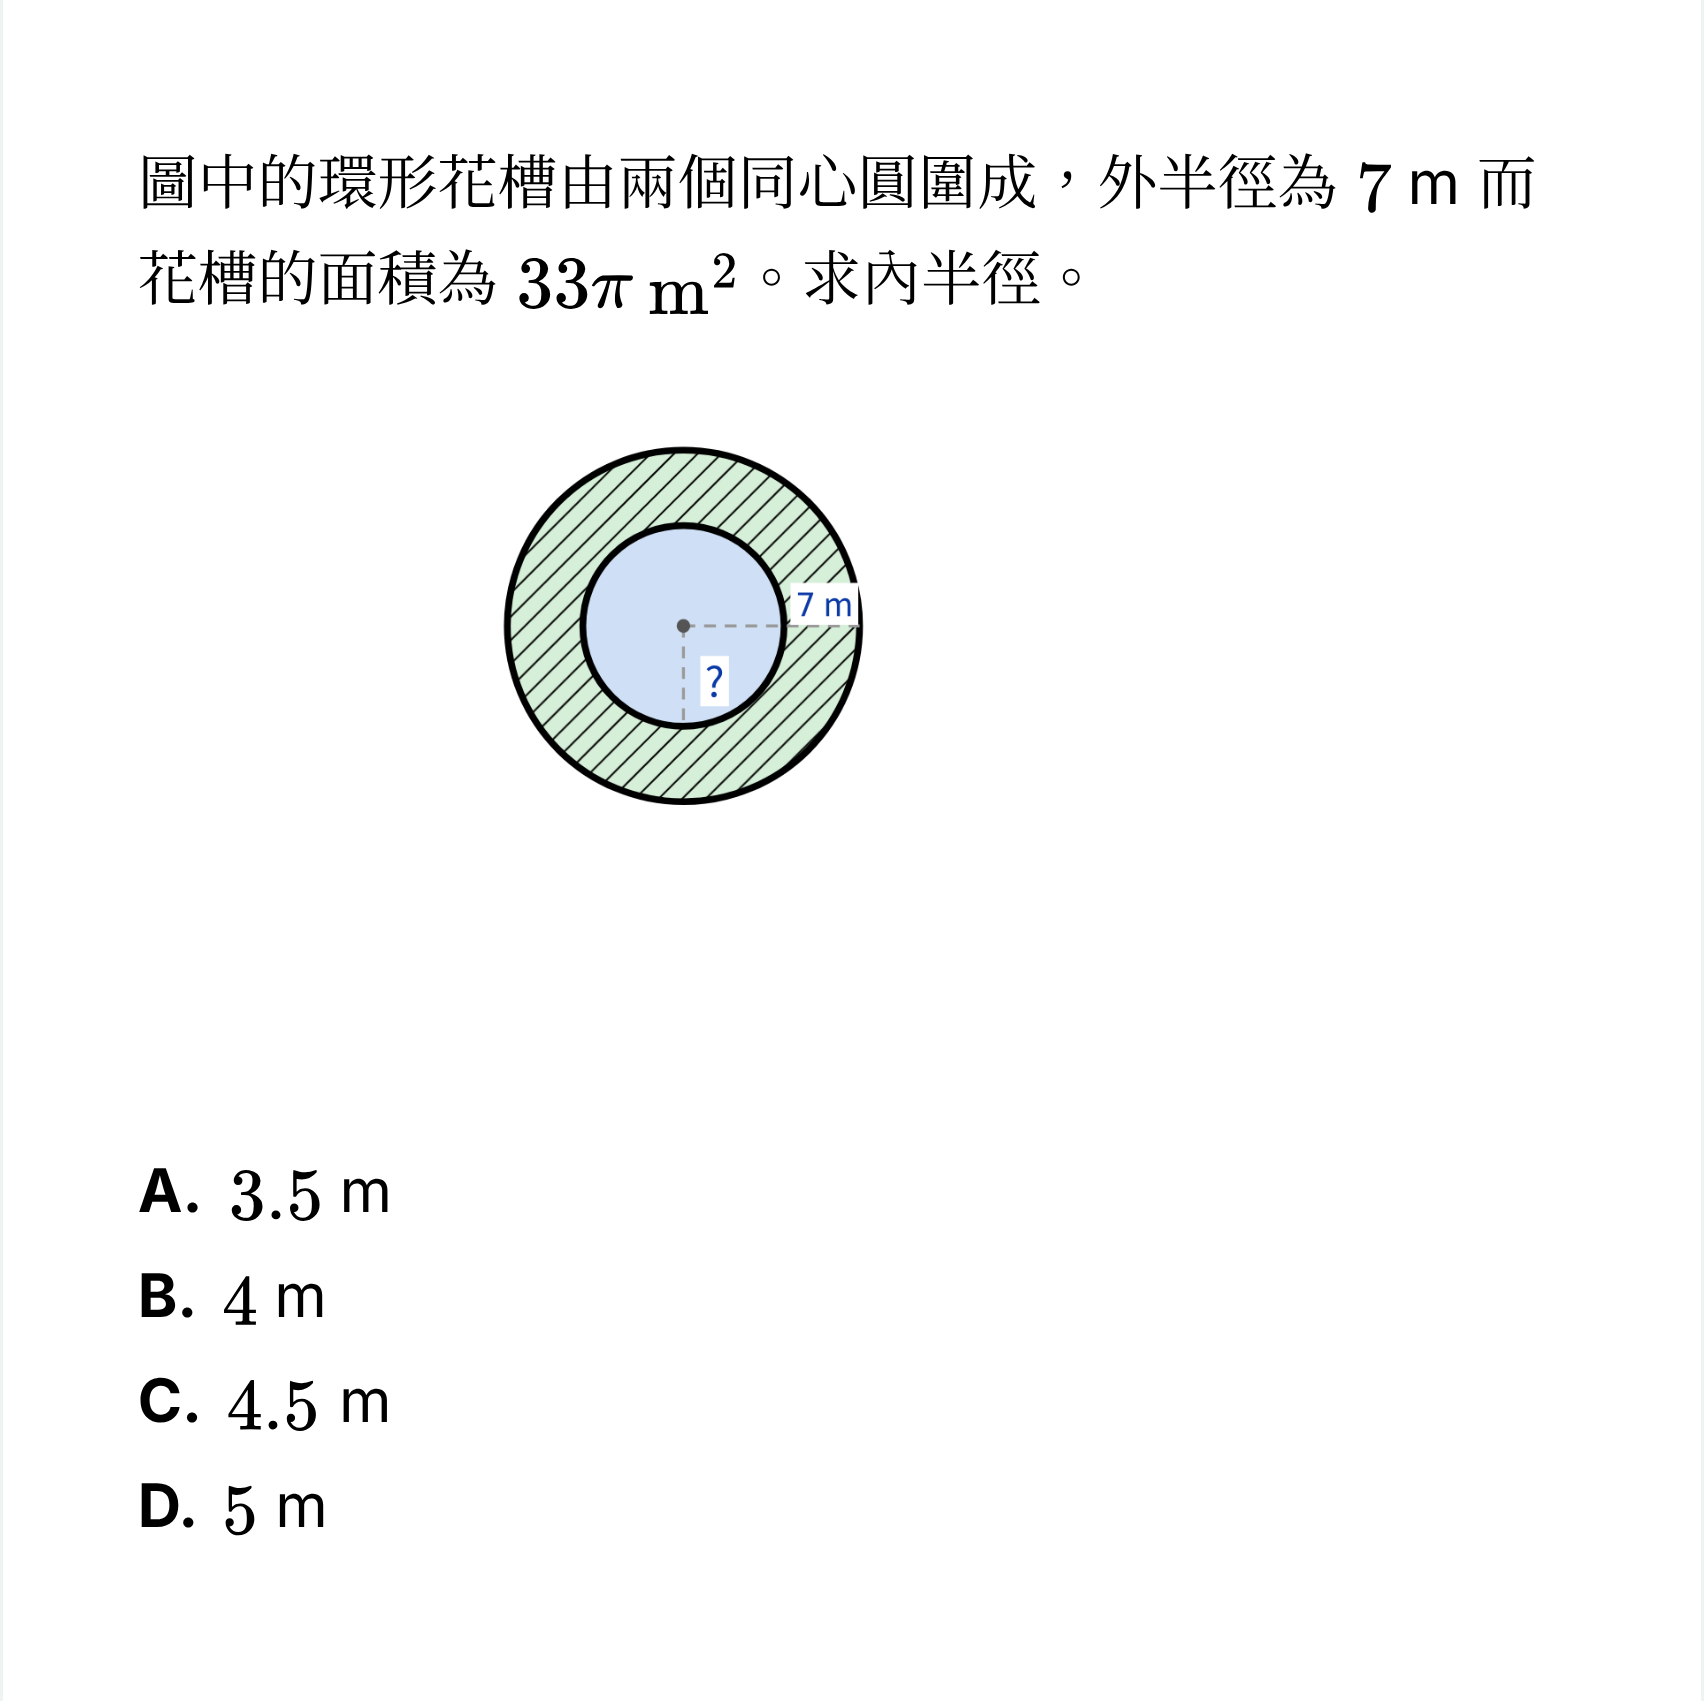 圖中的環形花槽由兩個同心圓圍成，外半徑為 7 m 而
花槽的面積為 33π m²。求內半徑。
7 m
?
A. 3.5 m
B. 4 m
C. 4.5 m
D. 5 m